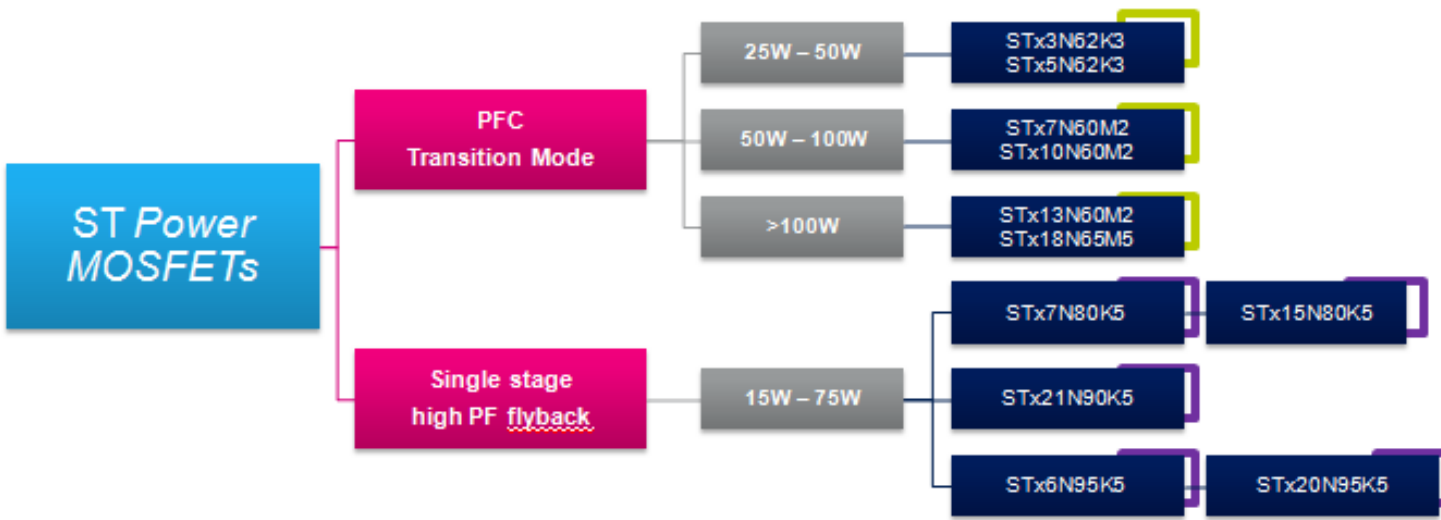 ST Power
MOSFETs
PFC
Transition Mode
25W – 50W
STx3N62K3
STx5N62K3
50W – 100W
STx7N60M2
STx10N60M2
>100W
STx13N60M2
STx18N65M5
Single stage
high PF flyback
15W – 75W
STx7N80K5
STx15N80K5
STx21N90K5
STx6N95K5
STx20N95K5